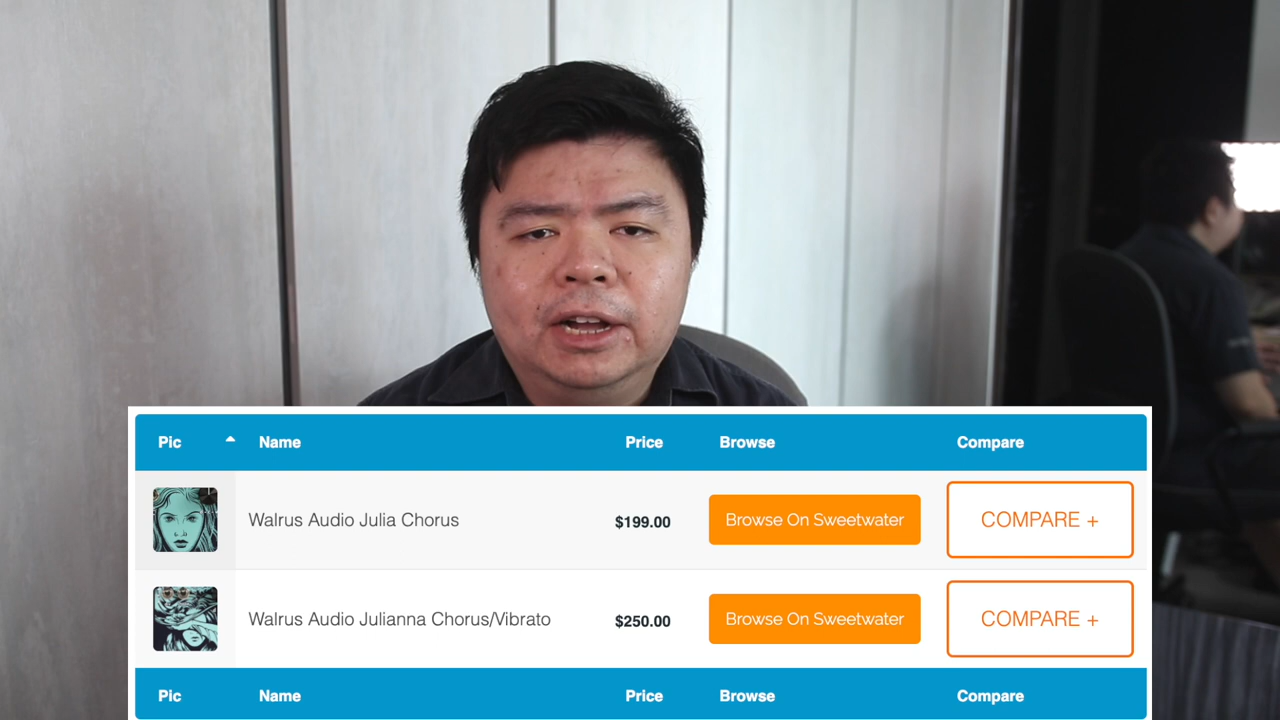 Pic Name Price Browse Compare
Walrus Audio Julia Chorus $199.00 Browse On Sweetwater COMPARE +
Walrus Audio Julianna Chorus/Vibrato $250.00 Browse On Sweetwater COMPARE +
Pic Name Price Browse Compare